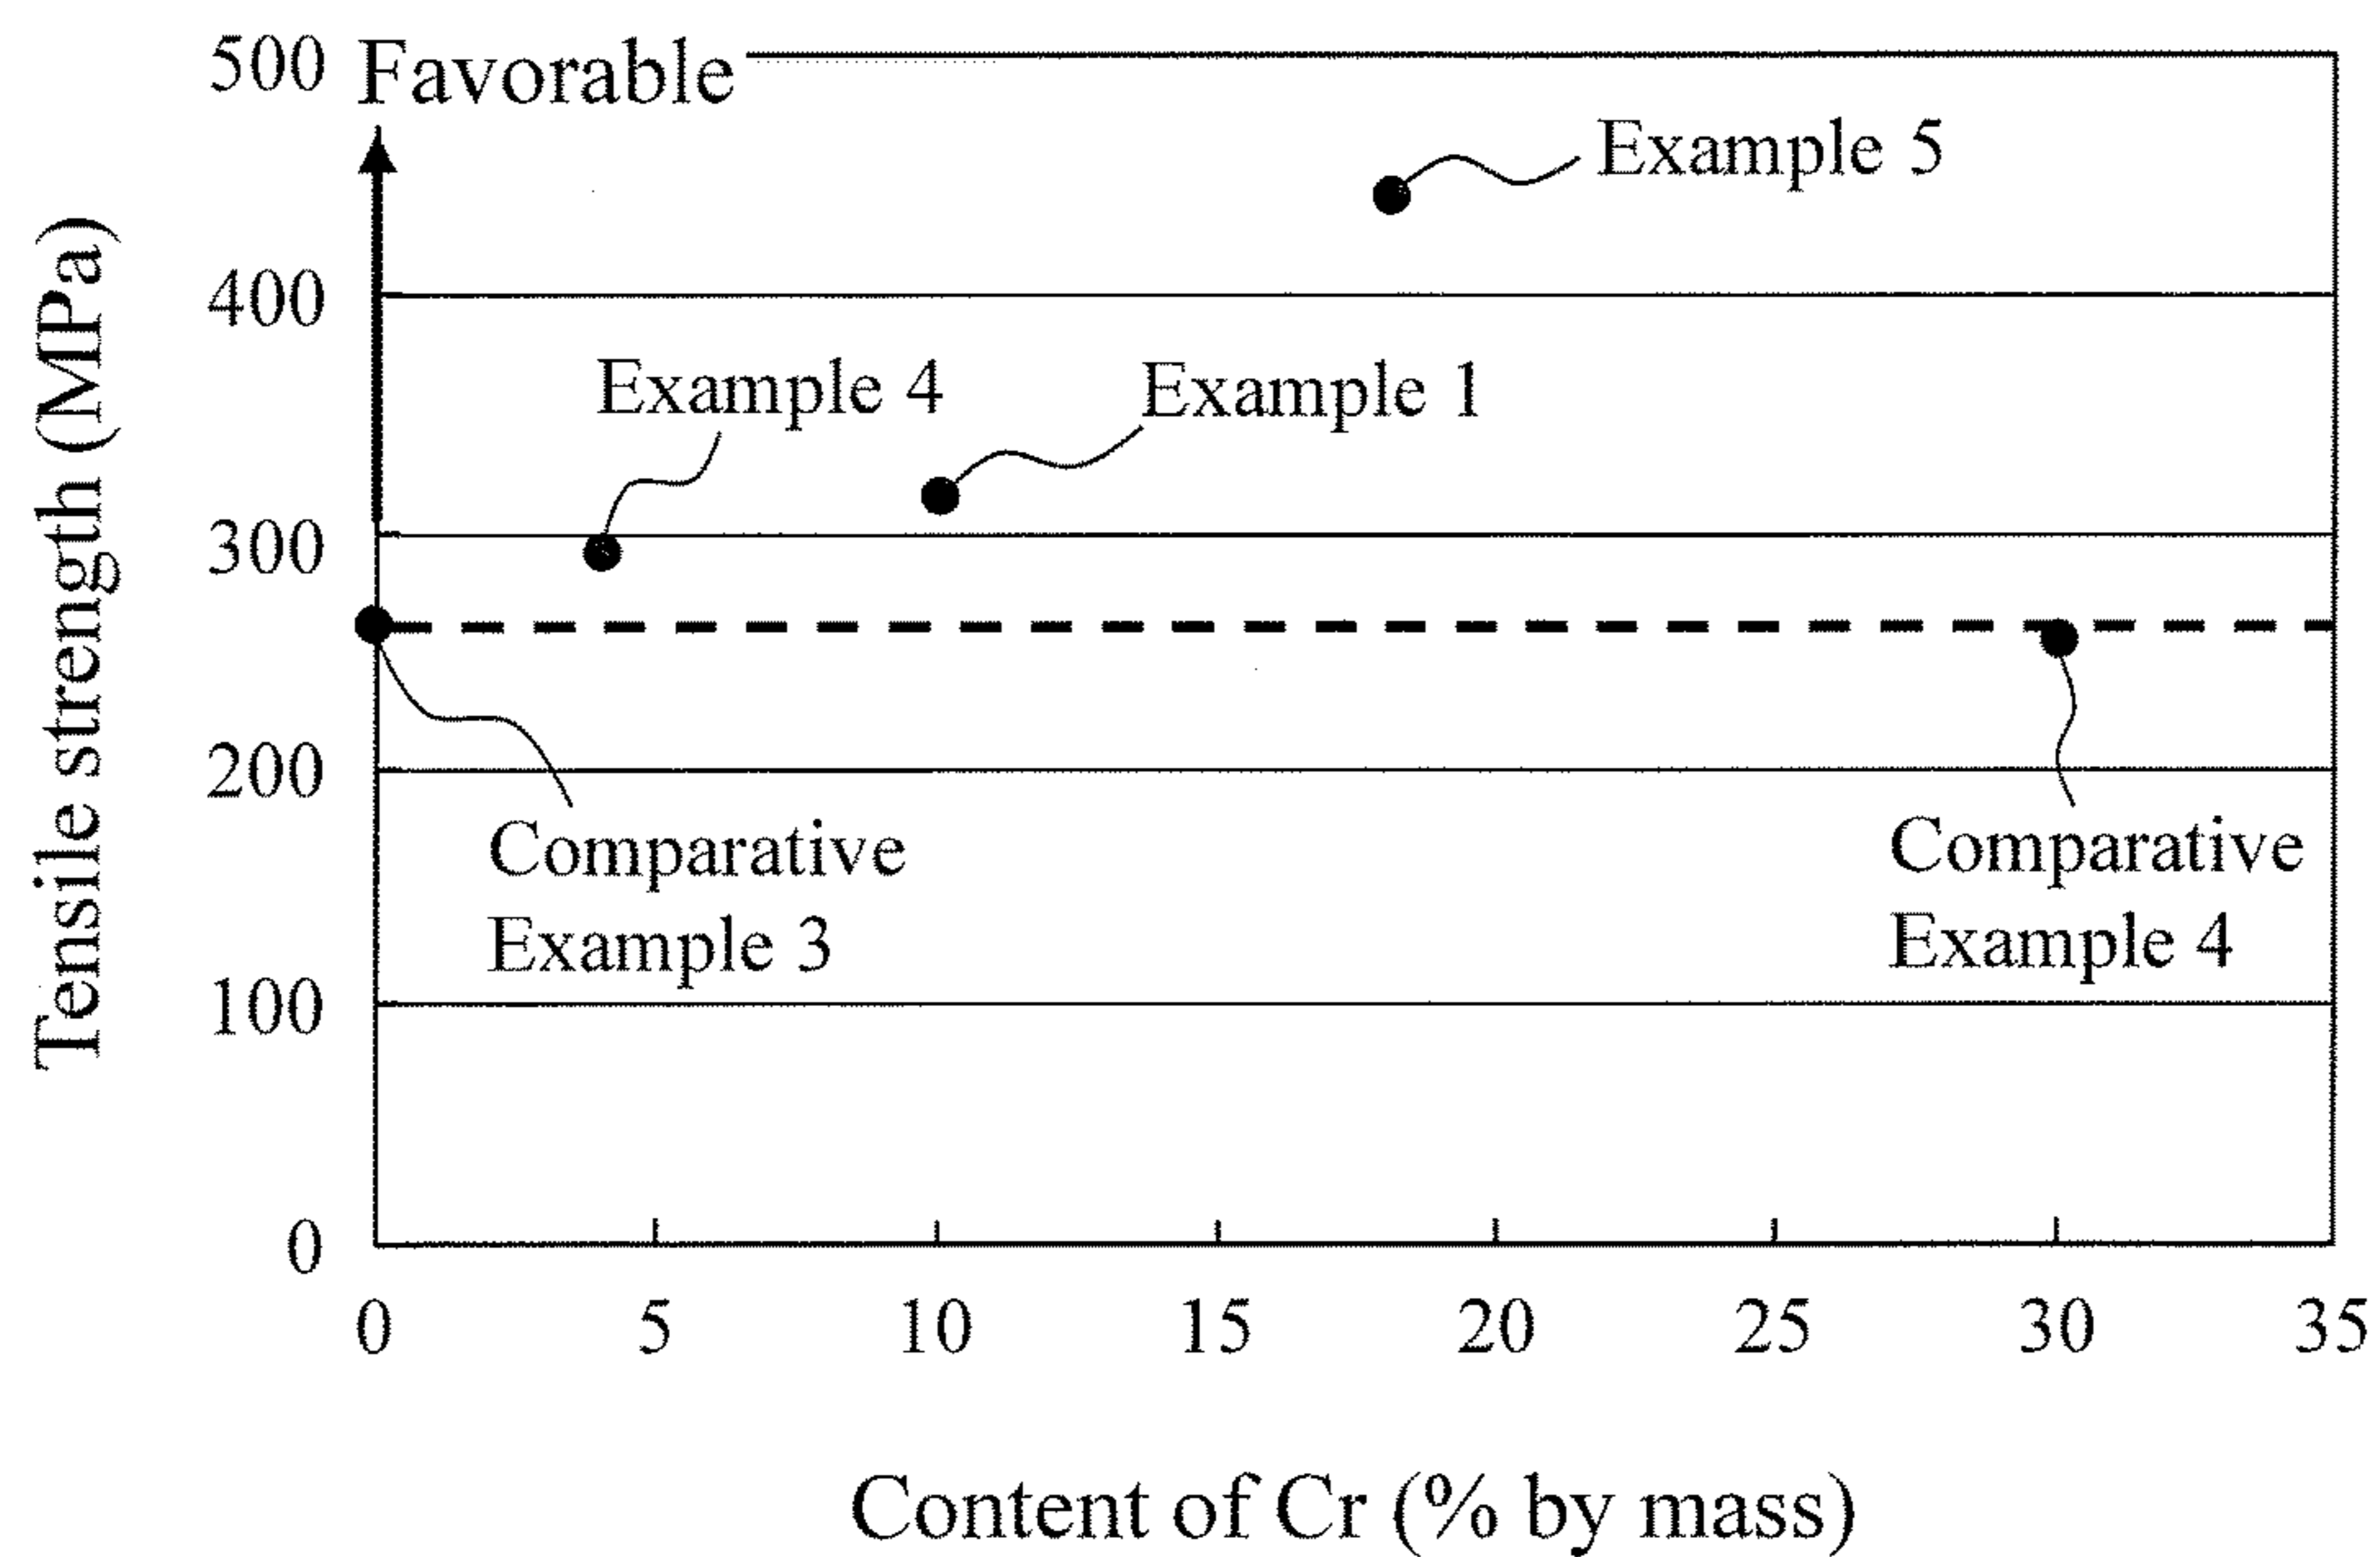 500 Favorable
Example 5
400
Example 4
Example 1
300
Tensile strength (MPa)
200
Comparative
Example 3
Comparative
Example 4
100
0
0 5 10 15 20 25 30 35
Content of Cr (% by mass)